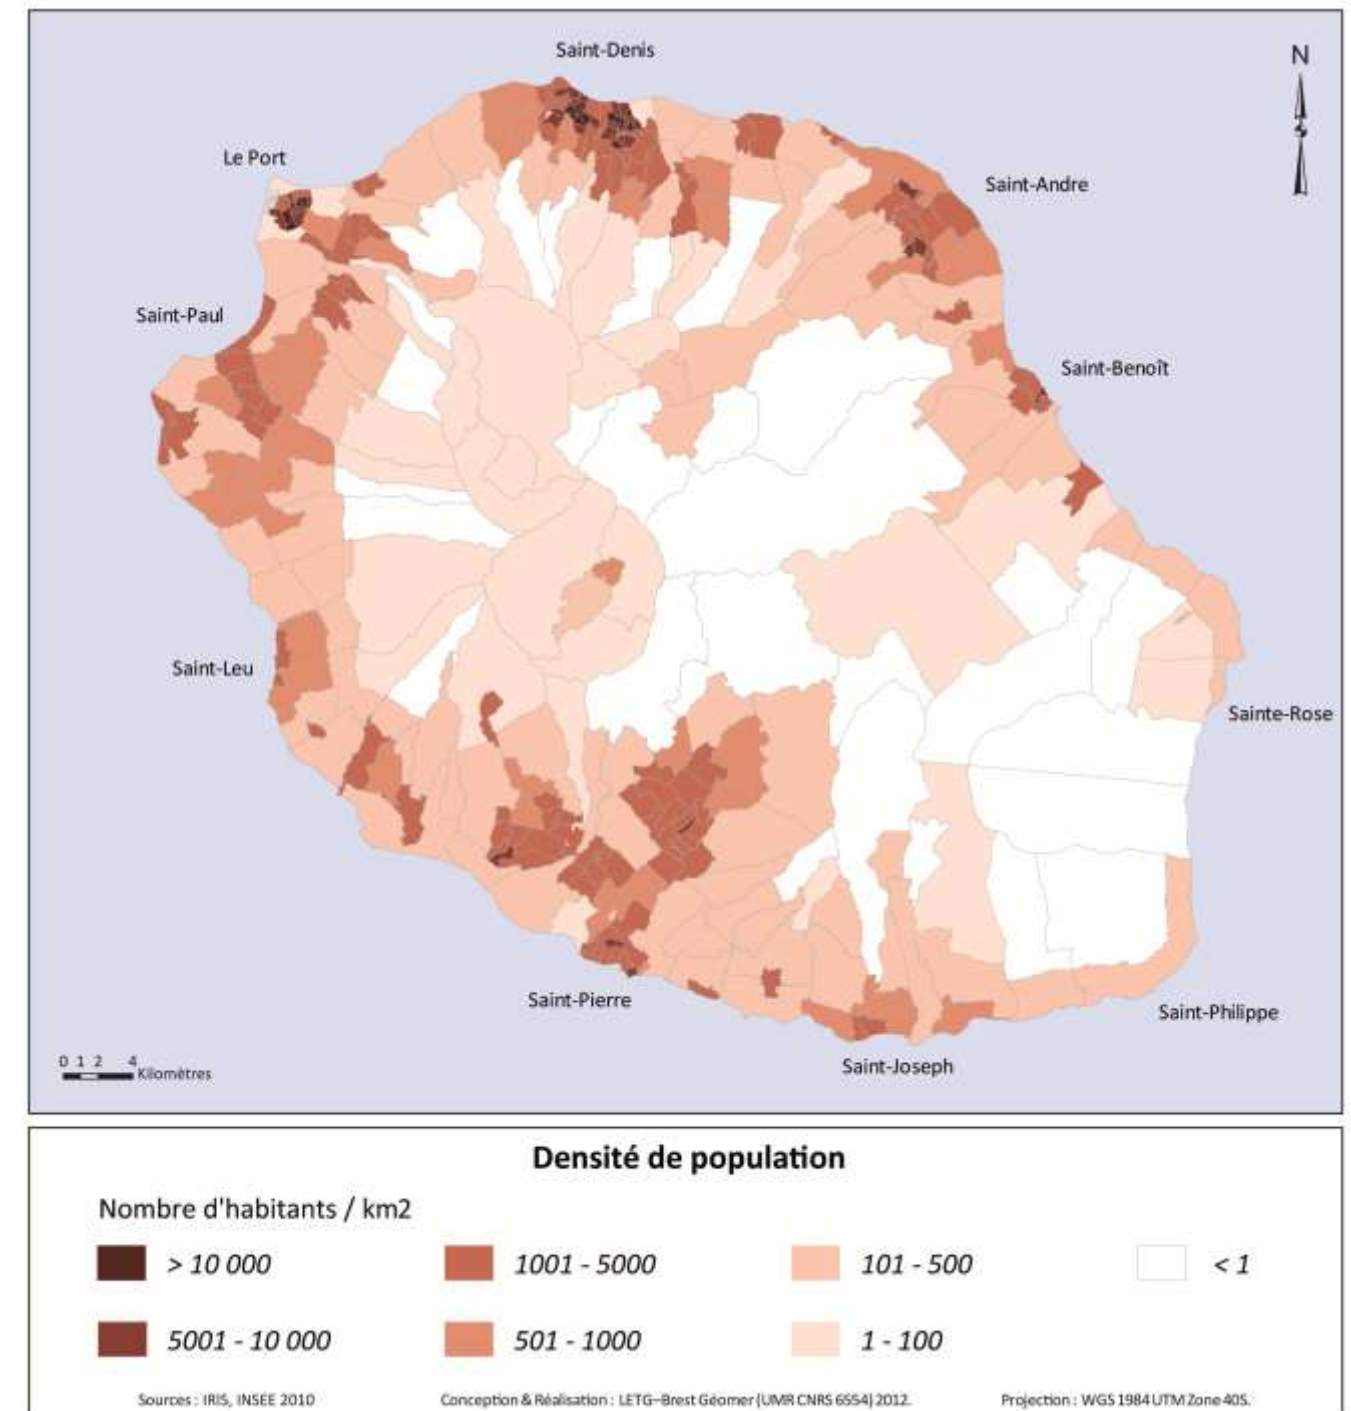 Saint-Denis
N
Le Port
Saint-Andre
Saint-Paul
Saint-Benoît
Saint-Leu
Sainte-Rose
Saint-Pierre
Saint-Philippe
0 1 2 4
Kilomètres
Saint-Joseph
Densité de population
Nombre d'habitants / km2
> 10 000 1001 - 5000 101 - 500 < 1
5001 - 10 000 501 - 1000 1 - 100
Sources : IRIS, INSEE 2010 Conception & Réalisation : LETG–Brest Géomer (UMR CNRS 6554) 2012. Projection : WGS 1984 UTM Zone 40S.